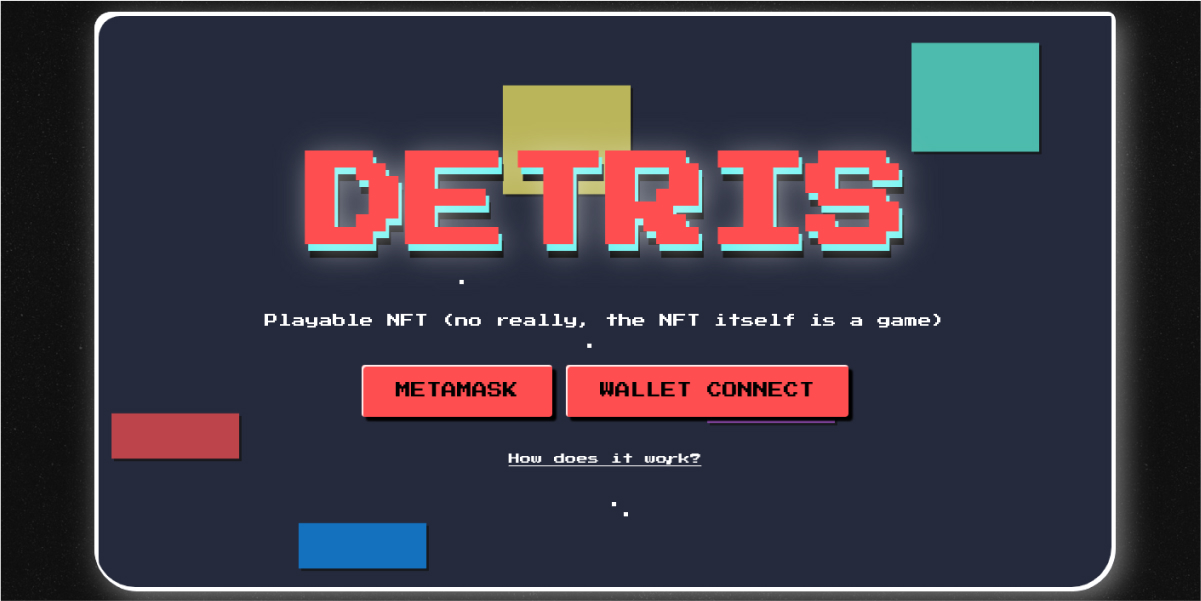 DETRIS
Playable NFT (no really, the NFT itself is a game)
METAMASK
WALLET CONNECT
How does it work?